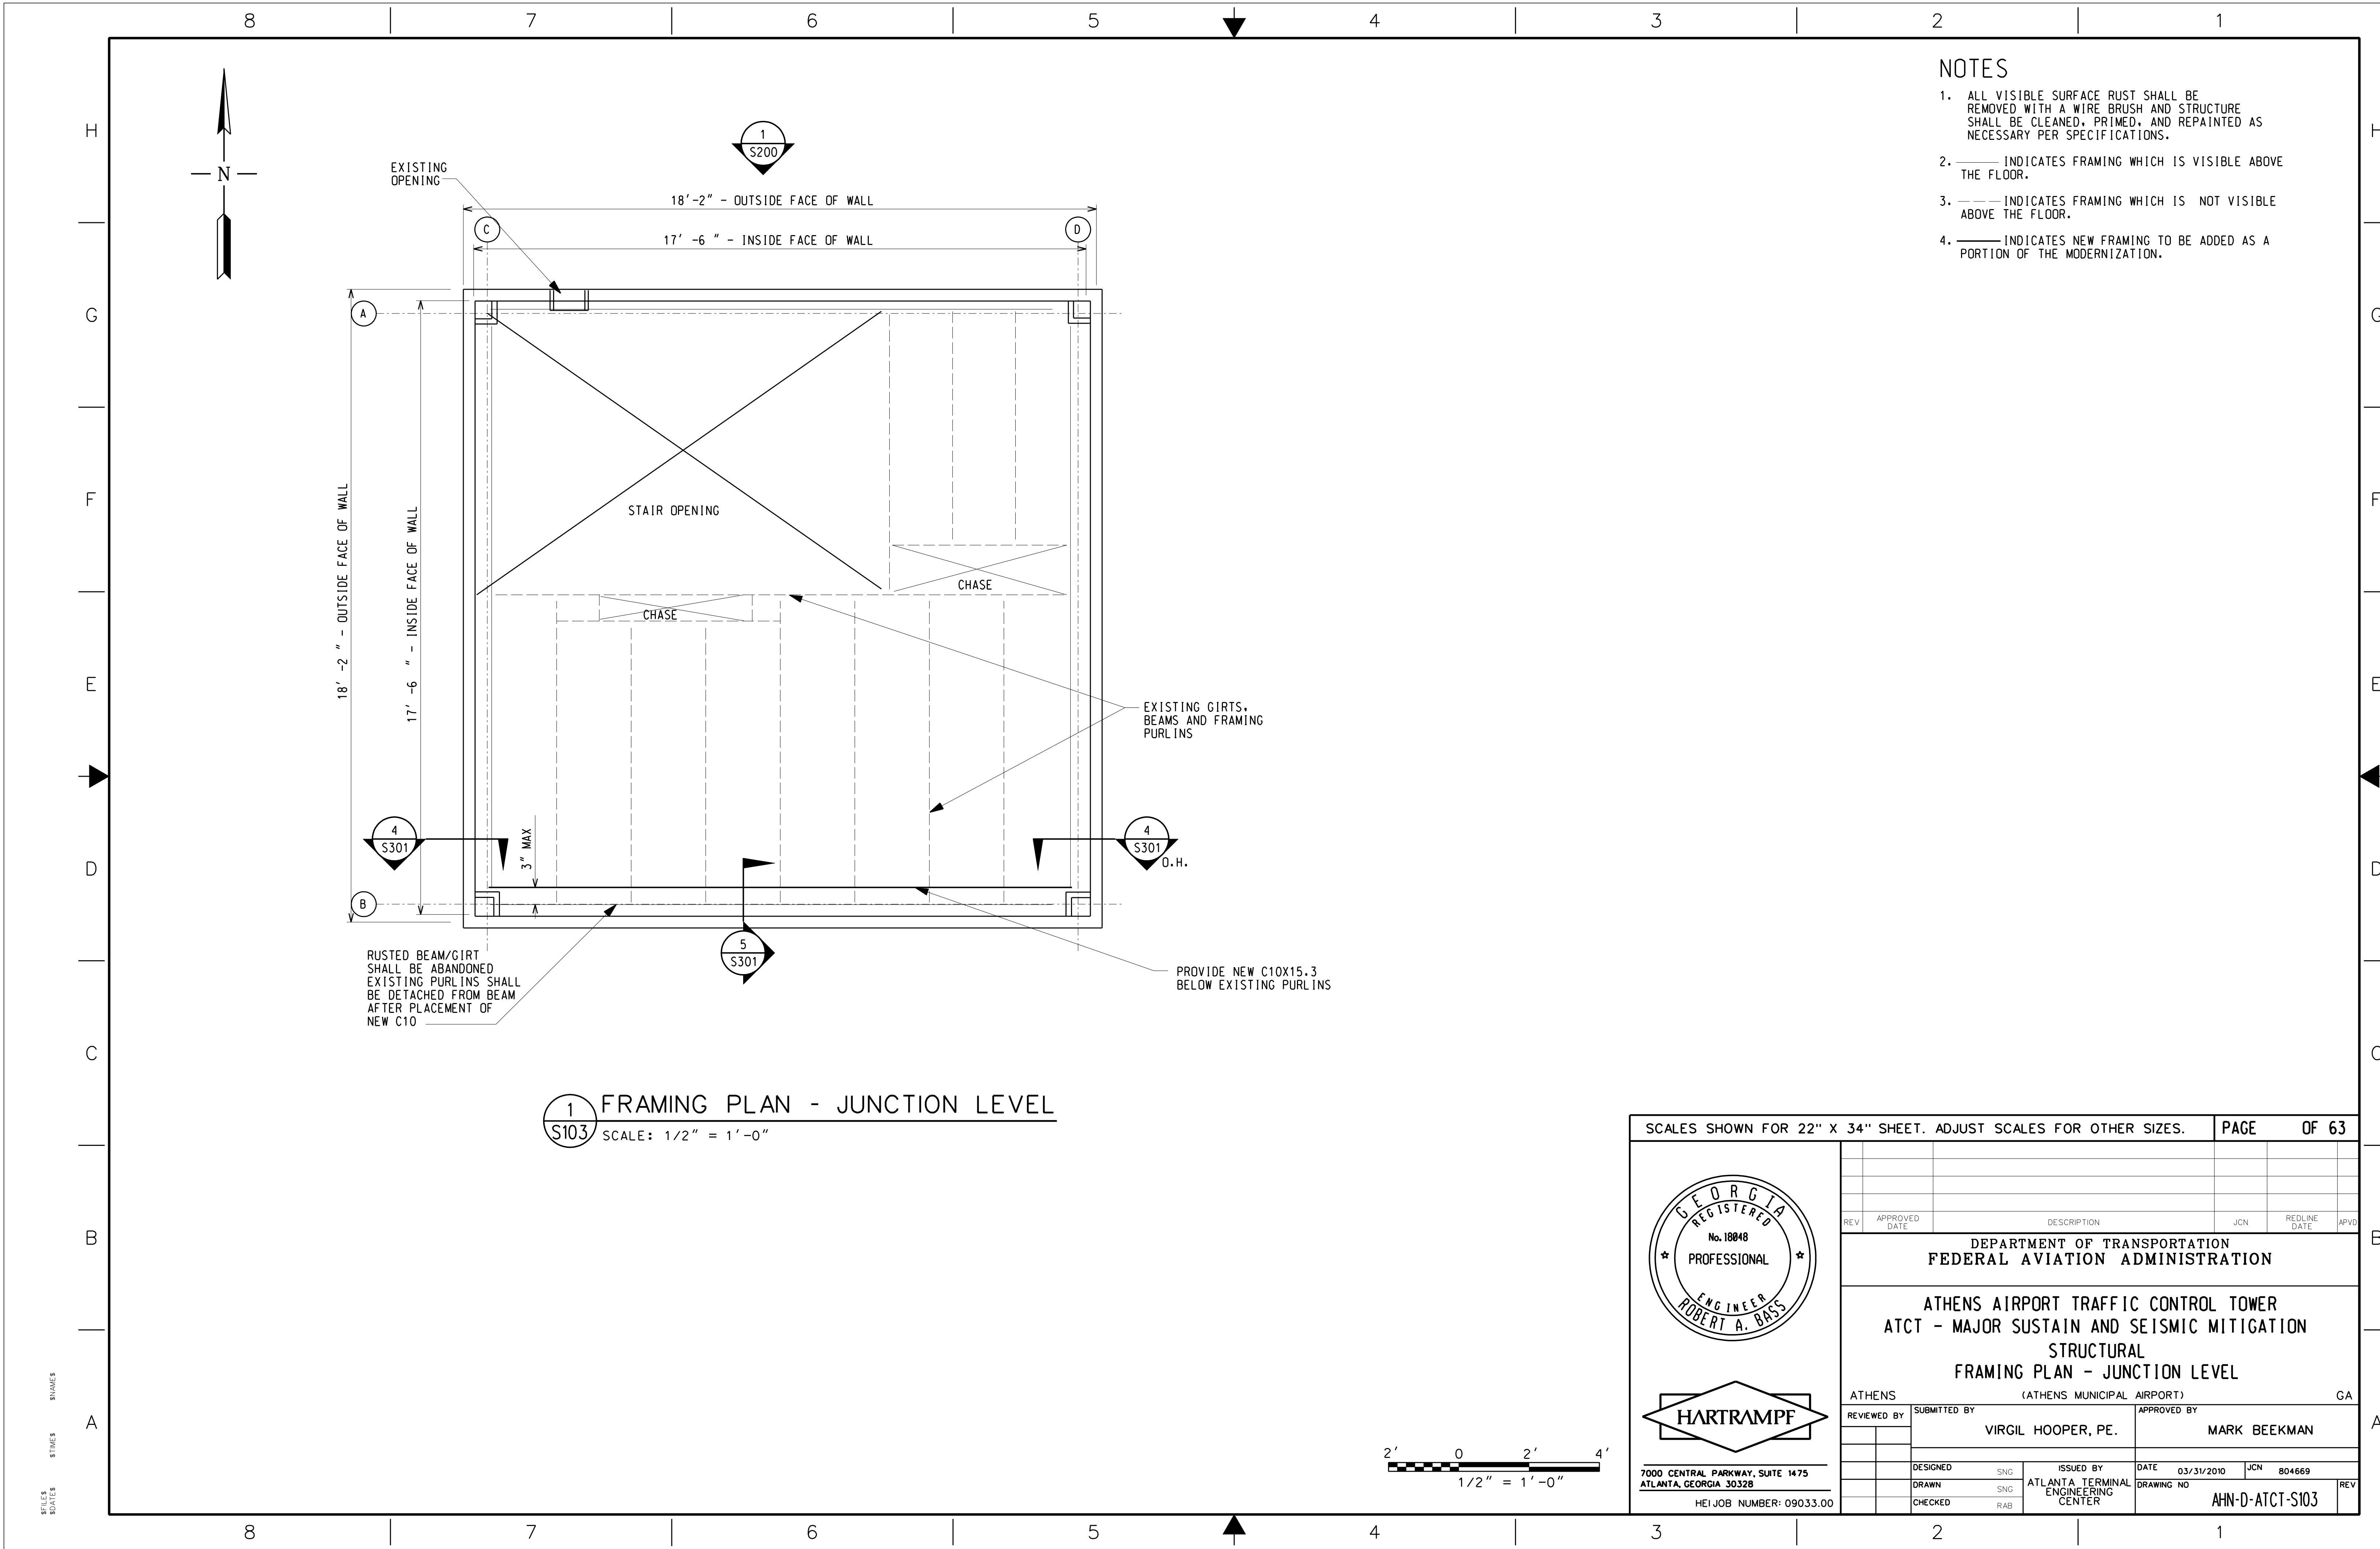 8 7 6 5 4 3 2 1
H
G
F
E
D
C
B
A
N
NOTES
1. ALL VISIBLE SURFACE RUST SHALL BE
REMOVED WITH A WIRE BRUSH AND STRUCTURE
SHALL BE CLEANED, PRIMED, AND REPAINTED AS
NECESSARY PER SPECIFICATIONS.
2. INDICATES FRAMING WHICH IS VISIBLE ABOVE
THE FLOOR.
3. INDICATES FRAMING WHICH IS NOT VISIBLE
ABOVE THE FLOOR.
4. INDICATES NEW FRAMING TO BE ADDED AS A
PORTION OF THE MODERNIZATION.
1
S200
EXISTING
OPENING
18'-2" - OUTSIDE FACE OF WALL
C
D
17' -6 " - INSIDE FACE OF WALL
A
18' -2 " - OUTSIDE FACE OF WALL
17' -6 " - INSIDE FACE OF WALL
STAIR OPENING
CHASE
CHASE
EXISTING GIRTS,
BEAMS AND FRAMING
PURLINS
4
S301
3" MAX
4
S301
O.H.
B
5
S301
RUSTED BEAM/GIRT
SHALL BE ABANDONED
EXISTING PURLINS SHALL
BE DETACHED FROM BEAM
AFTER PLACEMENT OF
NEW C10
PROVIDE NEW C10X15.3
BELOW EXISTING PURLINS
1
S103
FRAMING PLAN - JUNCTION LEVEL
SCALE: 1/2" = 1'-0"
2' 0 2' 4'
1/2" = 1'-0"
SCALES SHOWN FOR 22" X 34" SHEET. ADJUST SCALES FOR OTHER SIZES.
PAGE OF 63
REV APPROVED DATE DESCRIPTION JCN REDLINE DATE APVD
GEORGIA
REGISTERED
No. 18048
PROFESSIONAL
ENGINEER
ROBERT A. BASS
DEPARTMENT OF TRANSPORTATION
FEDERAL AVIATION ADMINISTRATION
ATHENS AIRPORT TRAFFIC CONTROL TOWER
ATCT - MAJOR SUSTAIN AND SEISMIC MITIGATION
STRUCTURAL
FRAMING PLAN - JUNCTION LEVEL
ATHENS (ATHENS MUNICIPAL AIRPORT) GA
REVIEWED BY
SUBMITTED BY
VIRGIL HOOPER, PE.
APPROVED BY
MARK BEEKMAN
HARTRAMPF
7000 CENTRAL PARKWAY, SUITE 1475
ATLANTA, GEORGIA 30328
HEI JOB NUMBER: 09033.00
DESIGNED SNG
DRAWN SNG
CHECKED RAB
ISSUED BY
ATLANTA TERMINAL
ENGINEERING
CENTER
DATE 03/31/2010
JCN 804669
DRAWING NO
AHN-D-ATCT-S103
REV
$FILE$
$DATE$ $TIME$ $NAME$
8 7 6 5 4 3 2 1
H
G
F
E
D
C
B
A